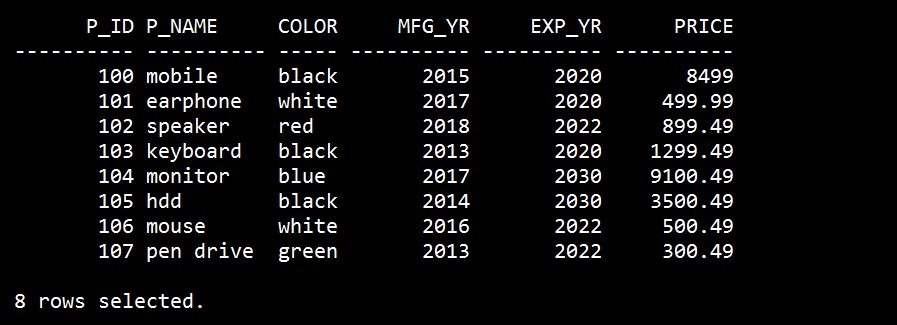 P_ID P_NAME     COLOR     MFG_YR     EXP_YR      PRICE
---------- ---------- ----- ---------- ---------- ----------
       100 mobile     black       2015       2020       8499
       101 earphone   white       2017       2020     499.99
       102 speaker    red         2018       2022     899.49
       103 keyboard   black       2013       2020    1299.49
       104 monitor    blue        2017       2030    9100.49
       105 hdd        black       2014       2030    3500.49
       106 mouse      white       2016       2022     500.49
       107 pen drive  green       2013       2022     300.49
8 rows selected.